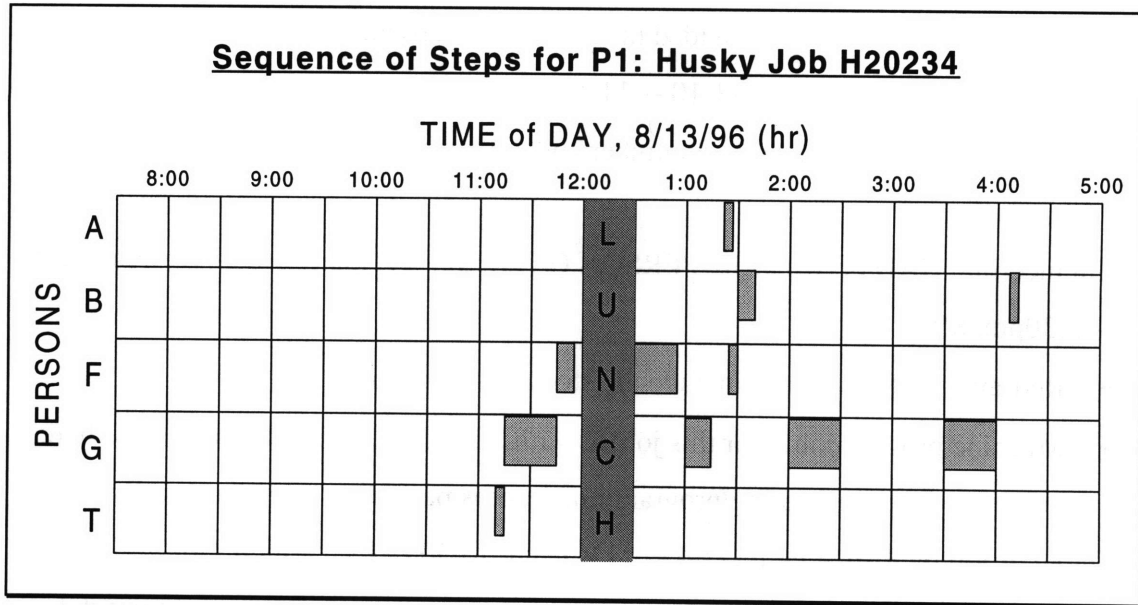 Sequence of Steps for P1: Husky Job H20234
TIME of DAY, 8/13/96 (hr)
8:00 9:00 10:00 11:00 12:00 1:00 2:00 3:00 4:00 5:00
PERSONS
A
B
F
G
T
L
U
N
C
H